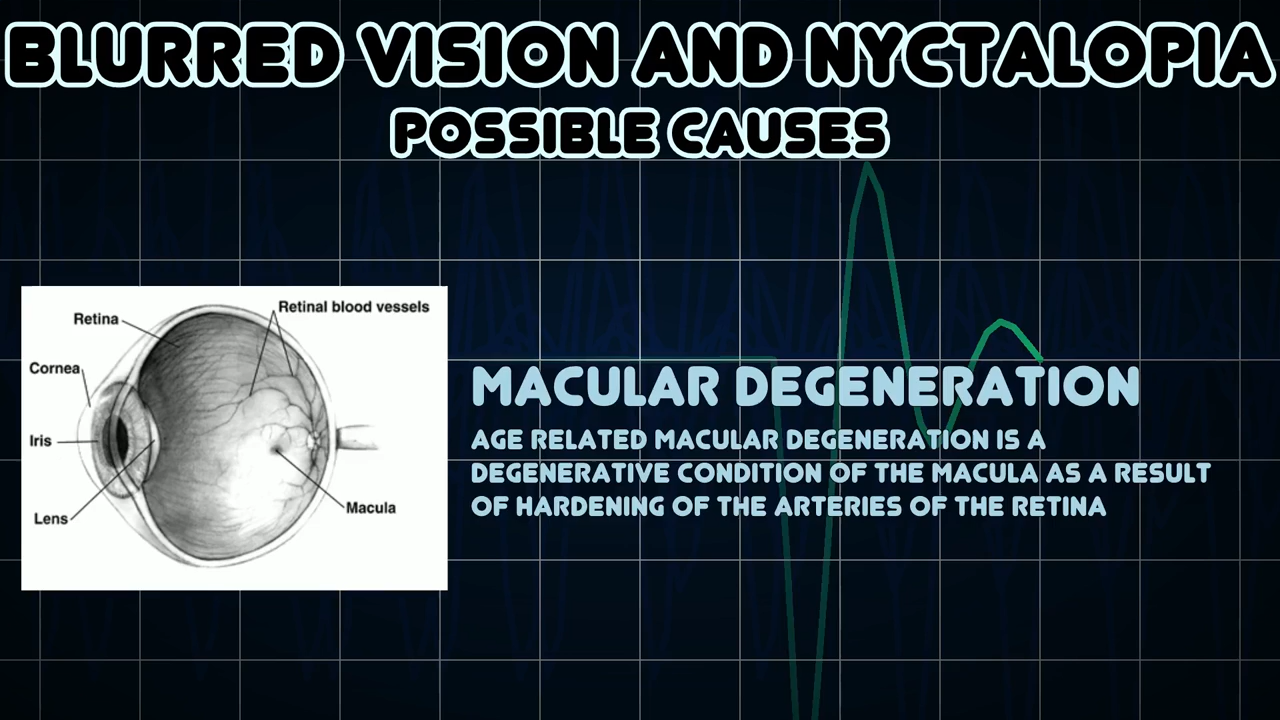 BLURRED VISION AND NYCTALOPIA
POSSIBLE CAUSES
Retinal blood vessels
Retina
Cornea
Iris
Lens
Macula
MACULAR DEGENERATION
AGE RELATED MACULAR DEGENERATION IS A
DEGENERATIVE CONDITION OF THE MACULA AS A RESULT
OF HARDENING OF THE ARTERIES OF THE RETINA